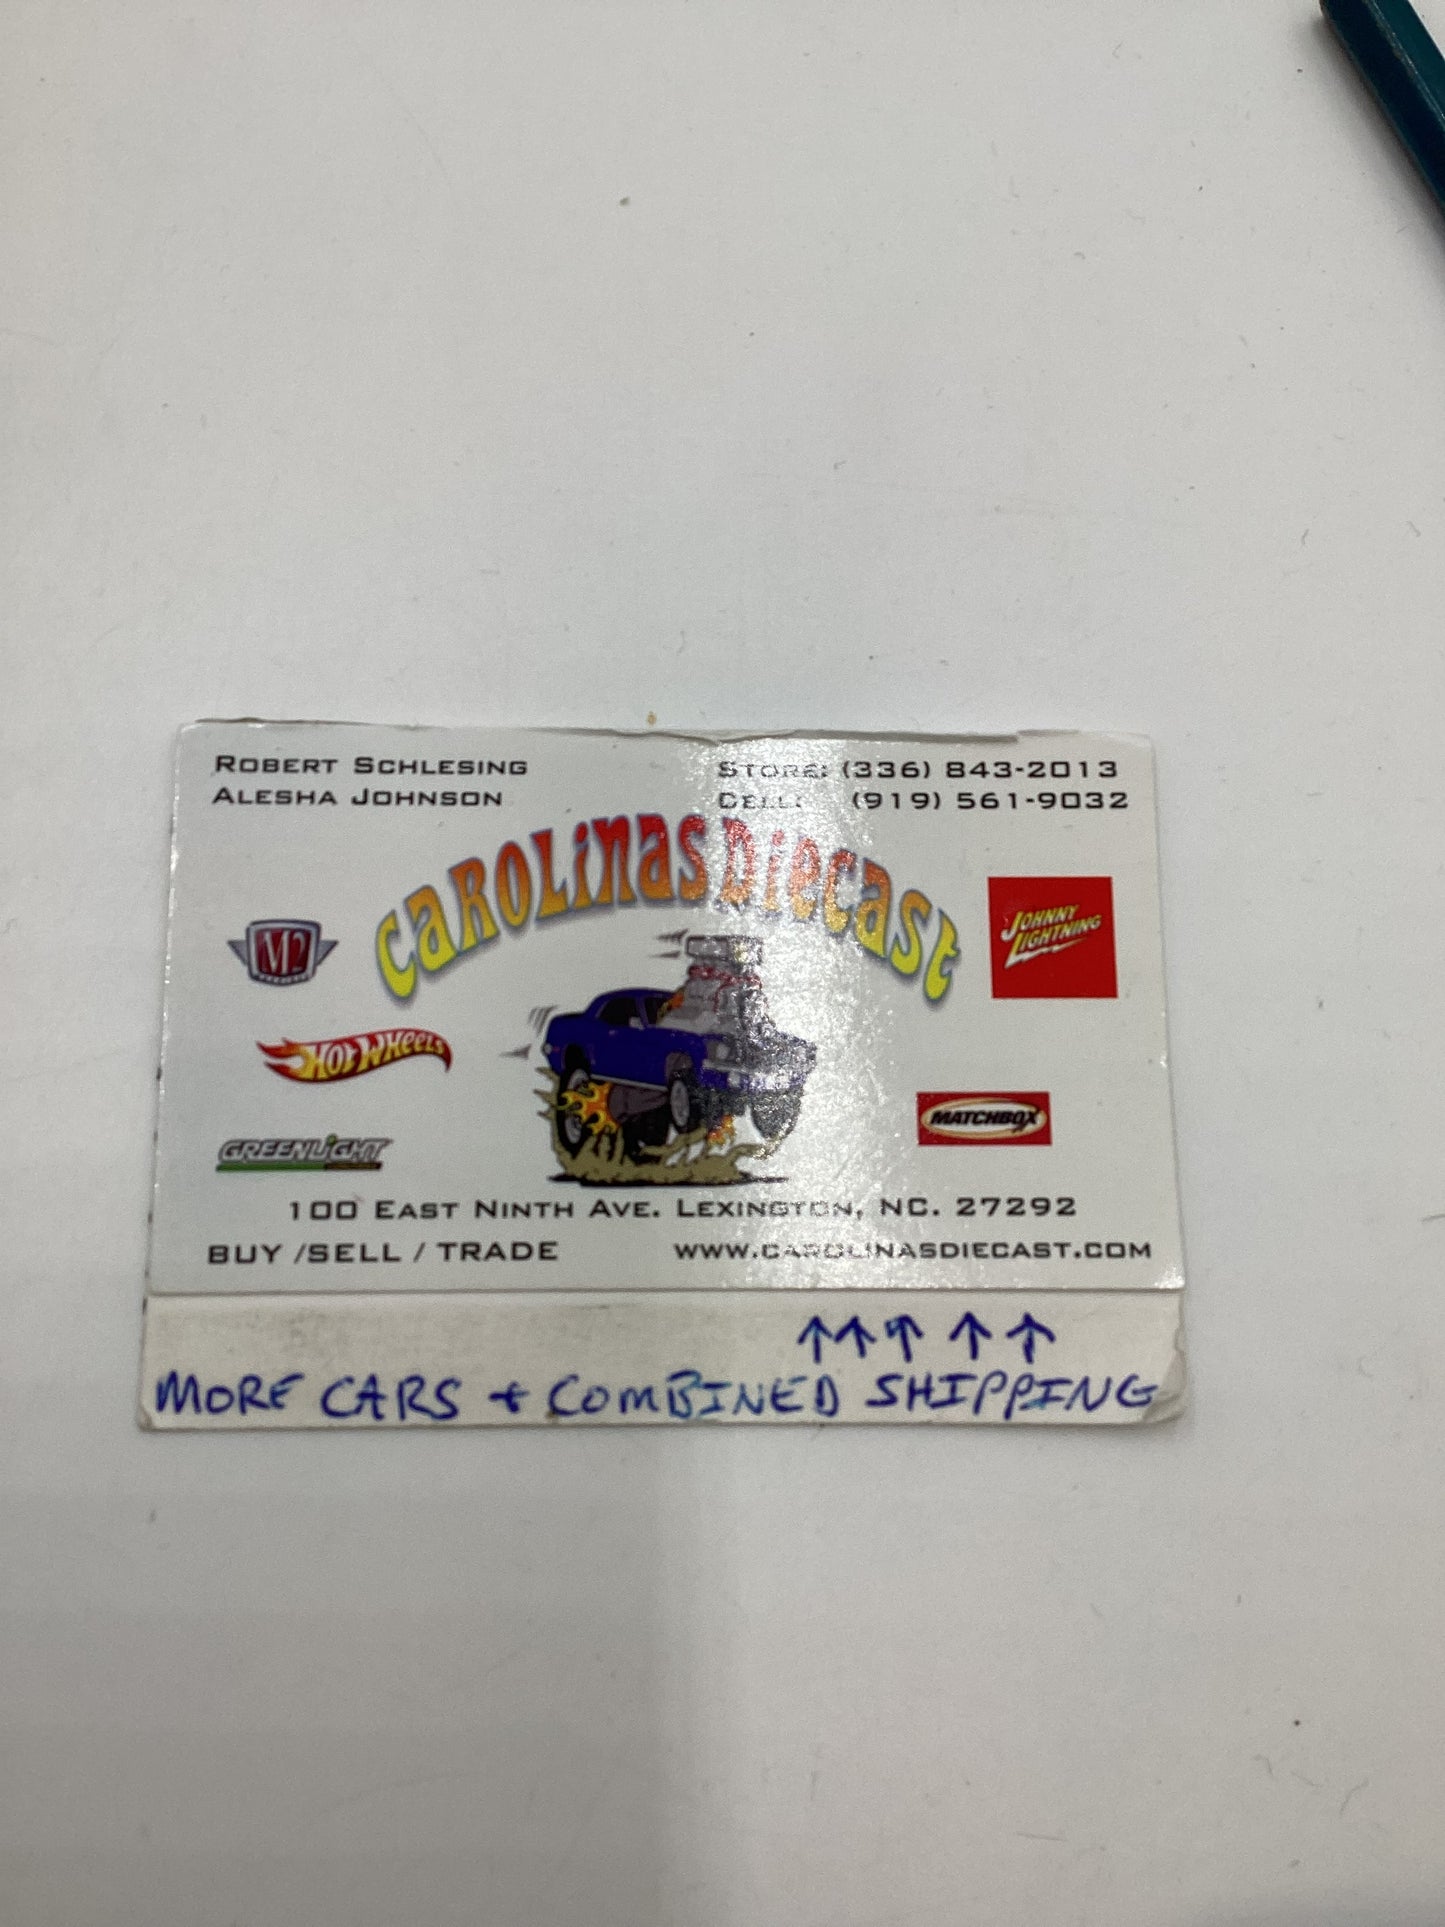 ROBERT SCHLESING
ALESHA JOHNSON
STORE: (336) 843-2013
CELL: (919) 561-9032
CAROLINAS DIECAST
M2
JOHNNY LIGHTNING
HOT WHEELS
MATCHBOX
GREENLIGHT
100 EAST NINTH AVE. LEXINGTON, NC. 27292
BUY /SELL / TRADE
WWW.CAROLINASDIECAST.COM
↑↑↑ ↑ ↑
MORE CARS + COMBINED SHIPPING